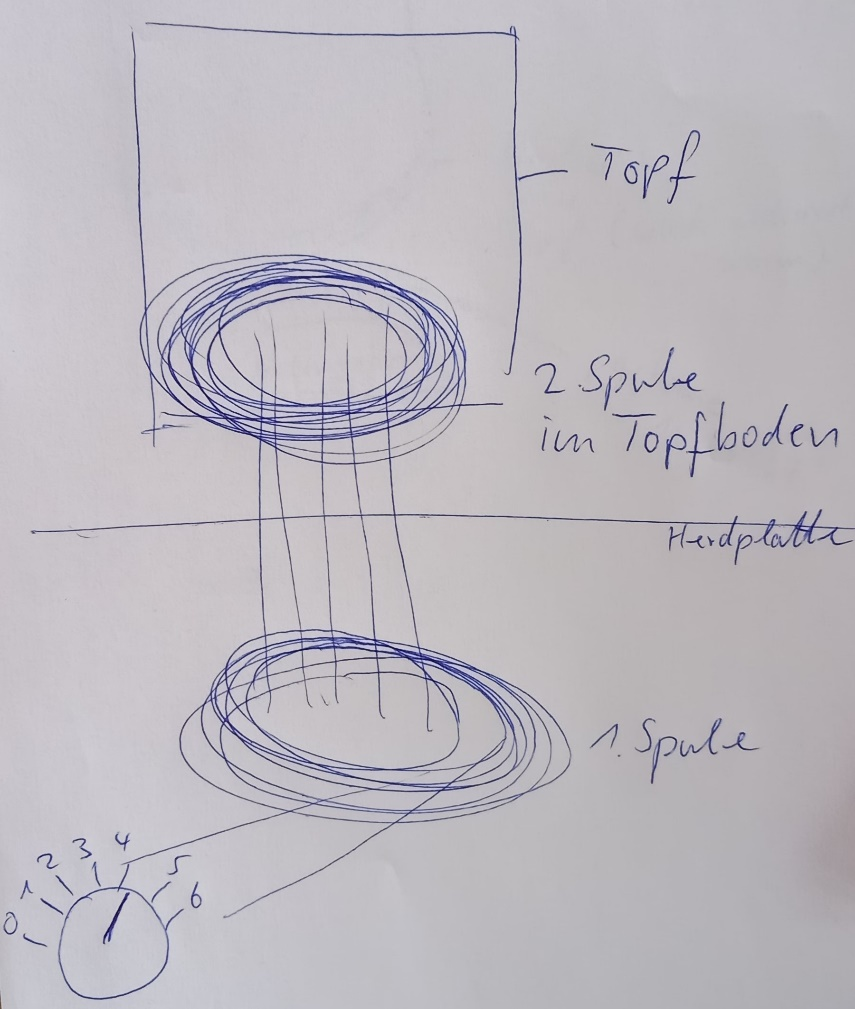 Topf
2. Spule
im Topfboden
Herdplatte
1. Spule
0 1 2 3 4 5 6